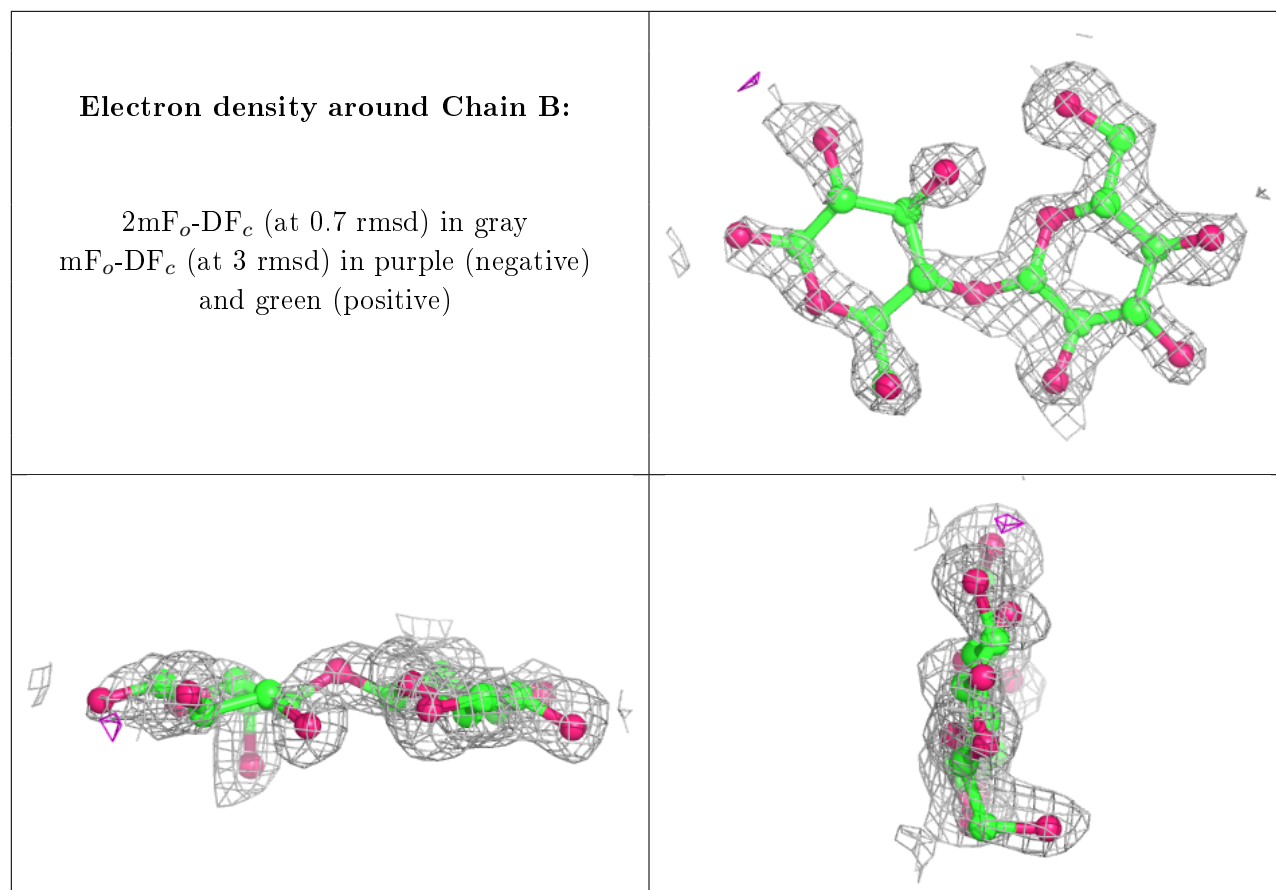 Electron density around Chain B:
2mFₒ-DF𝒸 (at 0.7 rmsd) in gray
mFₒ-DF𝒸 (at 3 rmsd) in purple (negative)
and green (positive)